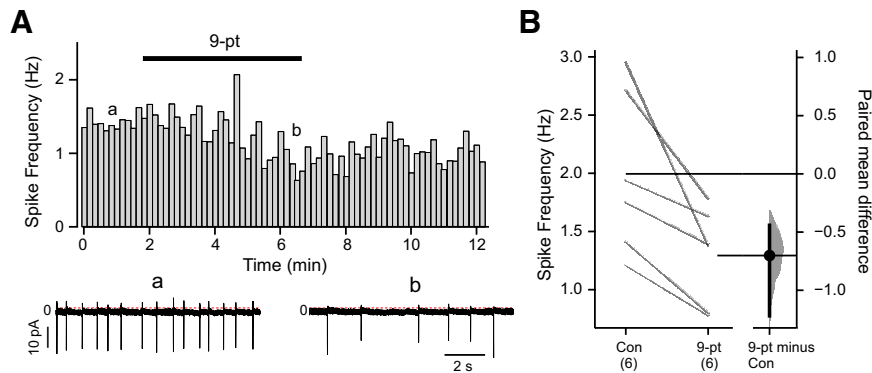 A
9-pt
Spike Frequency (Hz)
2
1
0
a
b
0 2 4 6 8 10 12
Time (min)
a
b
0
0
10 pA
2 s
B
Spike Frequency (Hz)
3.0
2.5
2.0
1.5
1.0
1.0
0.5
0.0
−0.5
−1.0
Paired mean difference
Con
(6)
9-pt
(6)
9-pt minus
Con